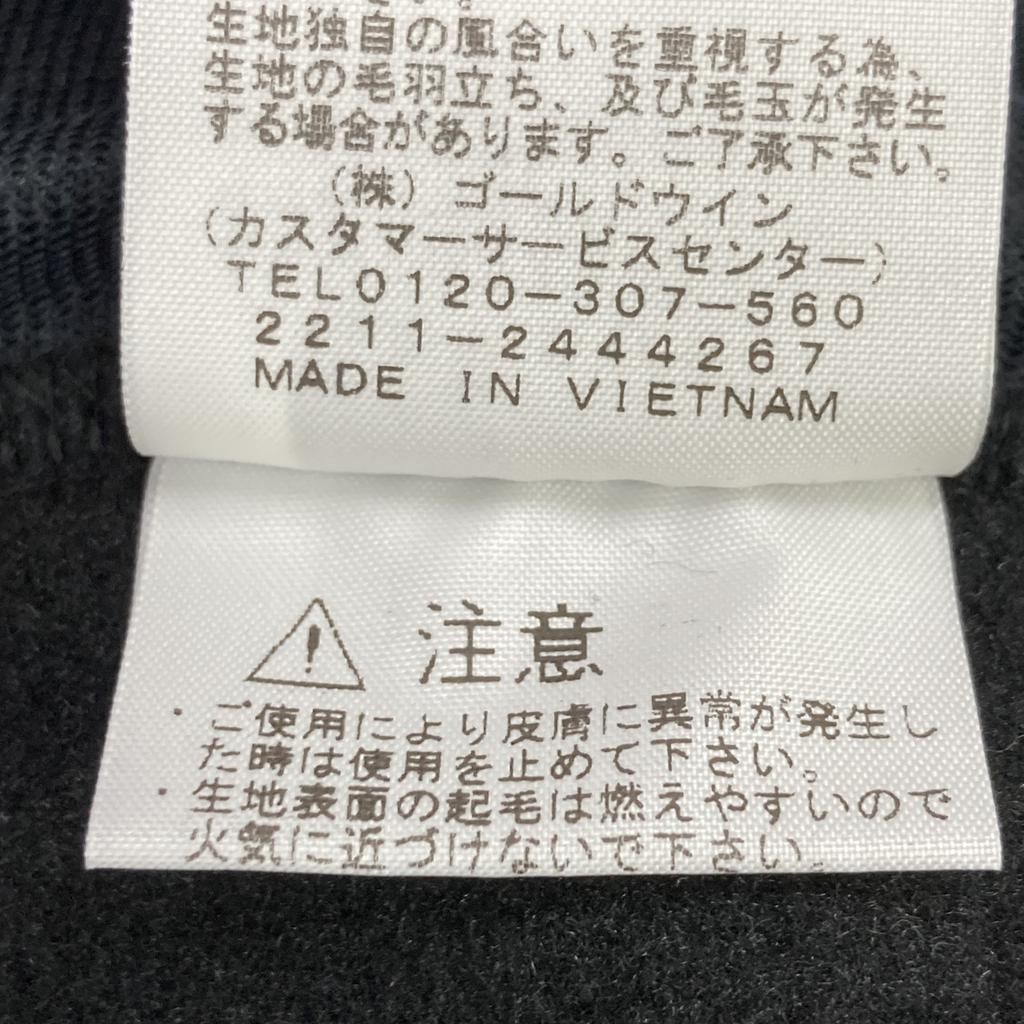 生地独自の風合いを重視する為、
生地の毛羽立ち、及び毛玉が発生
する場合があります。ご了承下さい。
(株) ゴールドウイン
(カスタマーサービスセンター)
TEL0120-307-560
2211-2444267
MADE IN VIETNAM
注意
・ご使用により皮膚に異常が発生し
た時は使用を止めて下さい。
・生地表面の起毛は燃えやすいので
火気に近づけないで下さい。